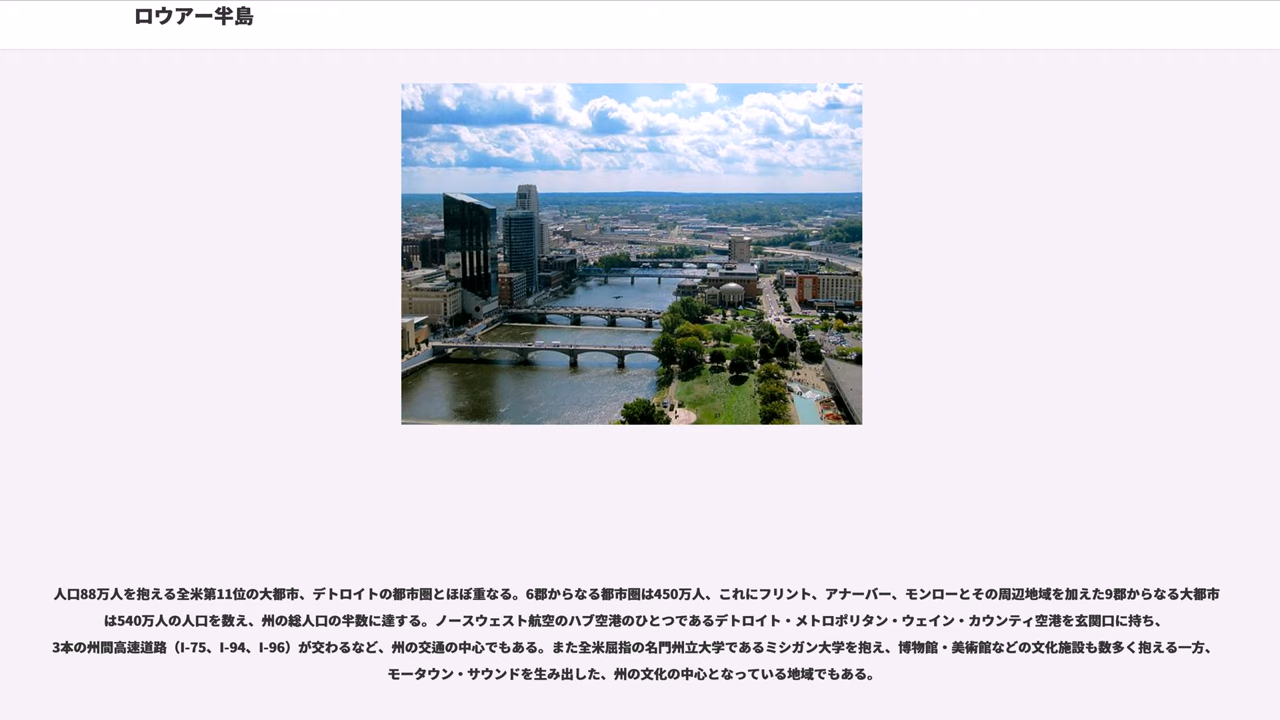 ロウアー半島
人口88万人を抱える全米第11位の大都市、デトロイトの都市圏とほぼ重なる。6郡からなる都市圏は450万人、これにフリント、アナーバー、モンローとその周辺地域を加えた9郡からなる大都市
は540万人の人口を数え、州の総人口の半数に達する。ノースウェスト航空のハブ空港のひとつであるデトロイト・メトロポリタン・ウェイン・カウンティ空港を玄関口に持ち、
3本の州間高速道路（I-75、I-94、I-96）が交わるなど、州の交通の中心でもある。また全米屈指の名門州立大学であるミシガン大学を抱え、博物館・美術館などの文化施設も数多く抱える一方、
モータウン・サウンドを生み出した、州の文化の中心となっている地域でもある。